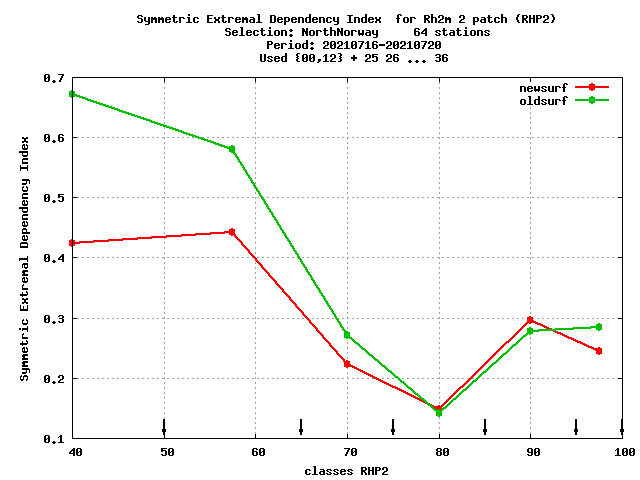 Symmetric Extremal Dependency Index  for Rh2m 2 patch (RHP2)
Selection: NorthNorway     64 stations
Period: 20210716-20210720
Used {00,12} + 25 26 ... 36
newsurf
oldsurf
0.7
0.6
0.5
0.4
0.3
0.2
0.1
Symmetric Extremal Dependency Index
40 50 60 70 80 90 100
classes RHP2